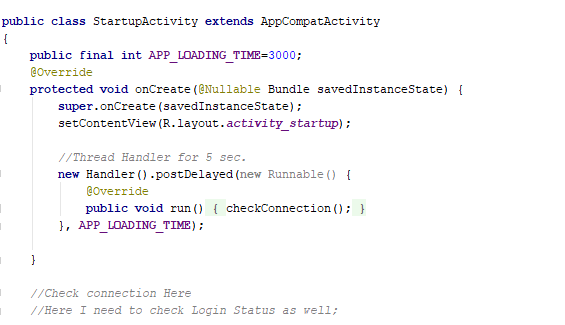 public class StartupActivity extends AppCompatActivity
{
    public final int APP_LOADING_TIME=3000;
    @Override
    protected void onCreate(@Nullable Bundle savedInstanceState) {
        super.onCreate(savedInstanceState);
        setContentView(R.layout.activity_startup);
        //Thread Handler for 5 sec.
        new Handler().postDelayed(new Runnable() {
            @Override
            public void run() { checkConnection(); }
        }, APP_LOADING_TIME);
    }
    //Check connection Here
    //Here I need to check Login Status as well;